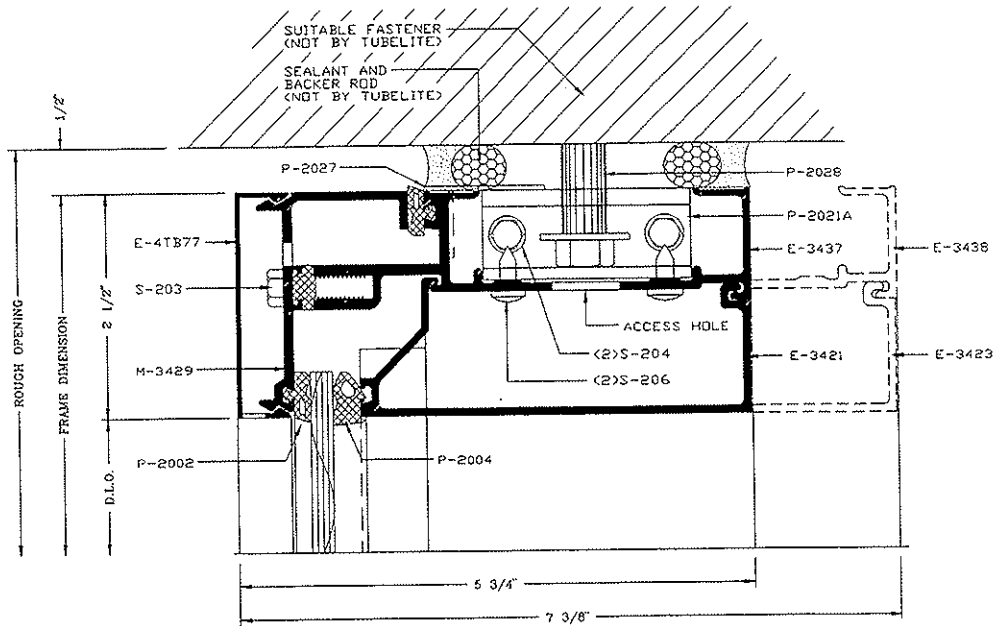 SUITABLE FASTENER
(NOT BY TUBELITE)
SEALANT AND
BACKER ROD
(NOT BY TUBELITE)
1/2"
P-2027
P-2028
P-2021A
E-4TB77
E-3437
E-3438
S-203
2 1/2"
ACCESS HOLE
ROUGH OPENING
FRAME DIMENSION
(2)S-204
E-3421
E-3423
M-3429
(2)S-206
P-2002
P-2004
D.L.O.
5 3/4"
7 3/8"